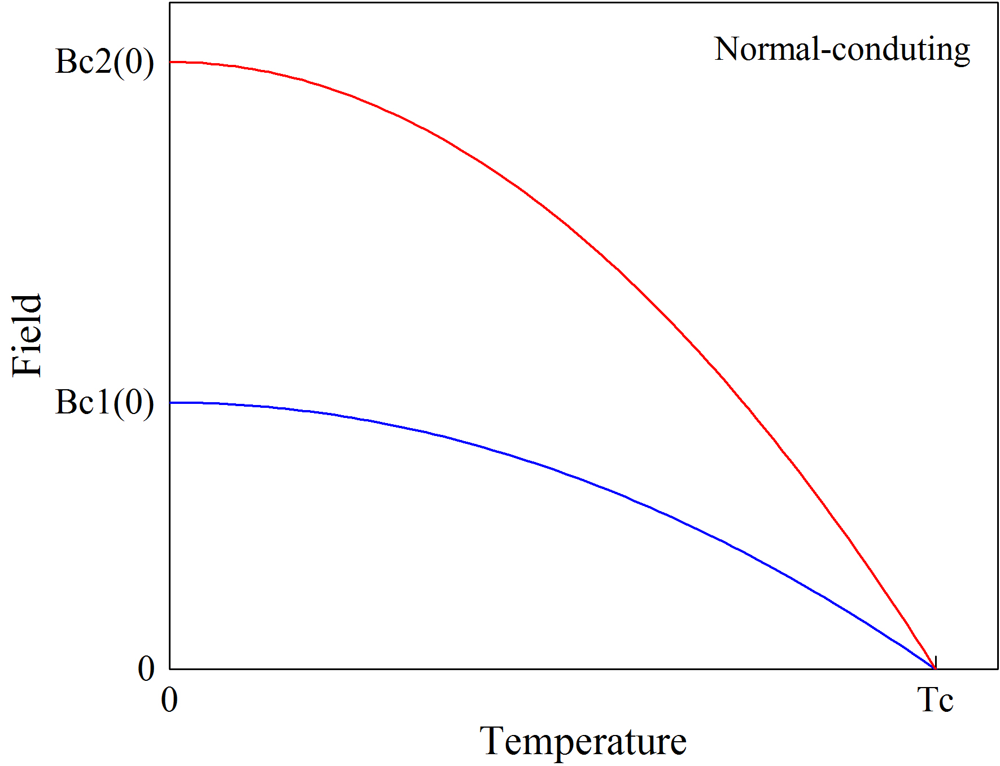 Normal-conduting
Bc2(0)
Field
Bc1(0)
0
0
Tc
Temperature